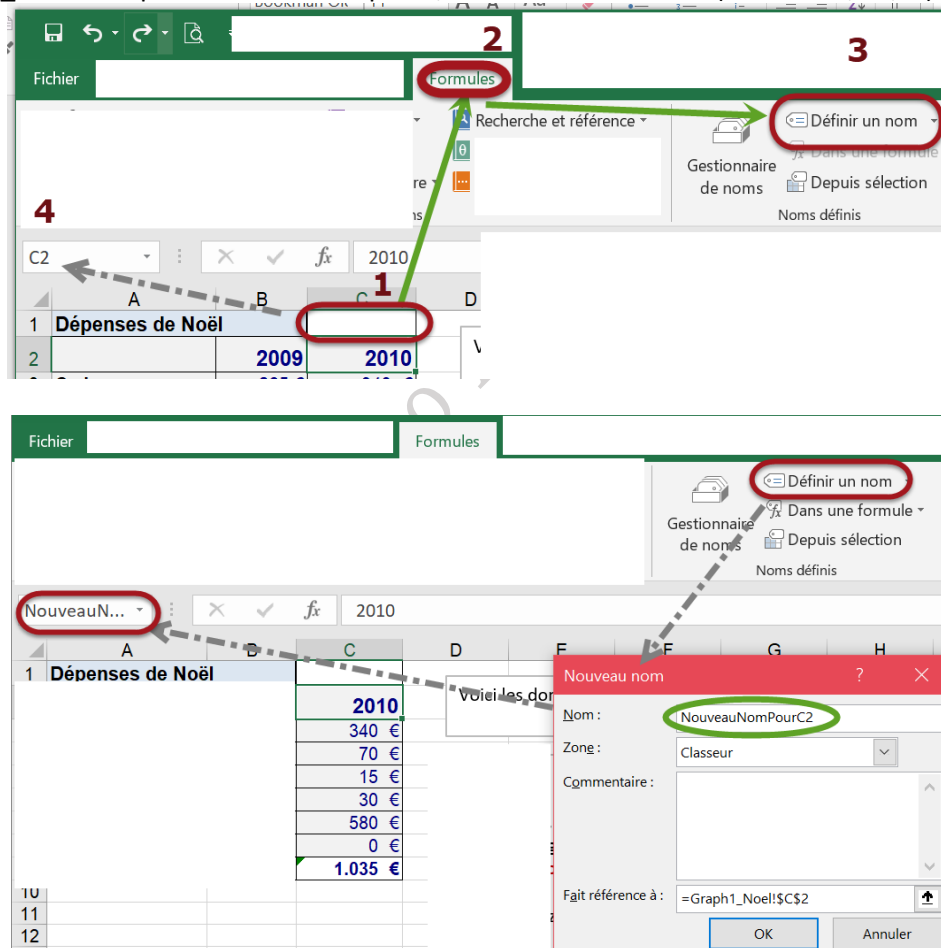 2
3
Fichier
Formules
Recherche et référence
Définir un nom
Dans une formule
Gestionnaire
de noms
Depuis sélection
re
ns
Noms définis
4
C2
fx
2010
1
A B C D
1 Dépenses de Noël
2 2009 2010
Fichier
Formules
Définir un nom
Dans une formule
Gestionnaire
de noms
Depuis sélection
Noms définis
NouveauN...
fx
2010
A B C D E F G H
1 Dépenses de Noël
Voici les don
2010
340 €
70 €
15 €
30 €
580 €
0 €
1.035 €
10
11
12
Nouveau nom
?
Nom :
NouveauNomPourC2
Zone :
Classeur
Commentaire :
Fait référence à :
=Graph1_Noel!$C$2
OK
Annuler